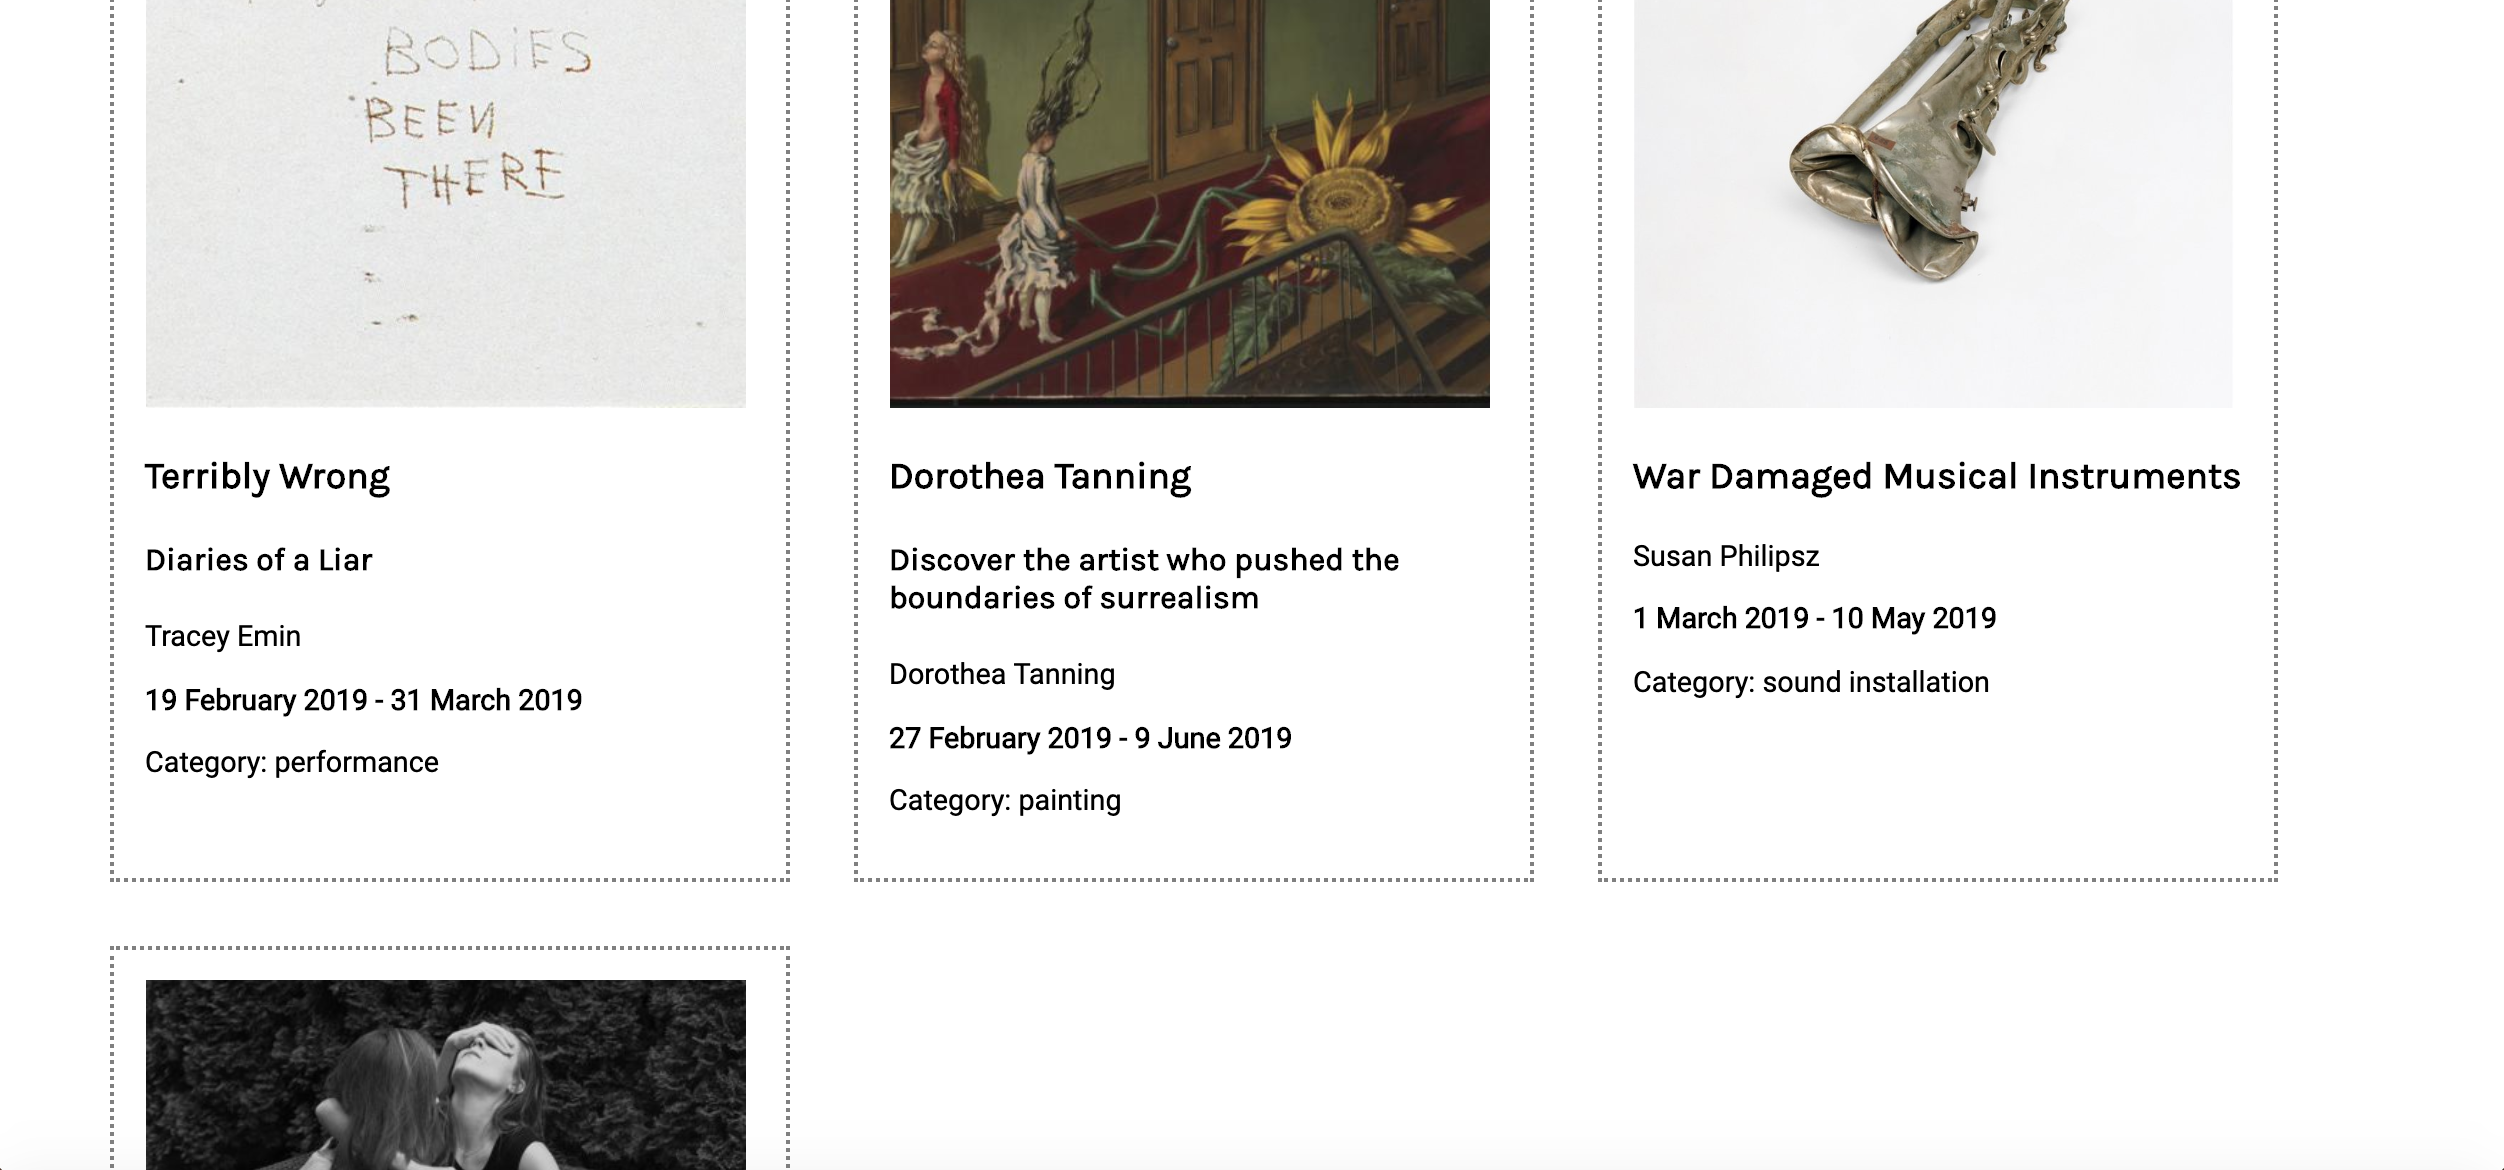 BODIES
BEEN
THERE
Terribly Wrong
Diaries of a Liar
Tracey Emin
19 February 2019 - 31 March 2019
Category: performance
Dorothea Tanning
Discover the artist who pushed the
boundaries of surrealism
Dorothea Tanning
27 February 2019 - 9 June 2019
Category: painting
War Damaged Musical Instruments
Susan Philipsz
1 March 2019 - 10 May 2019
Category: sound installation